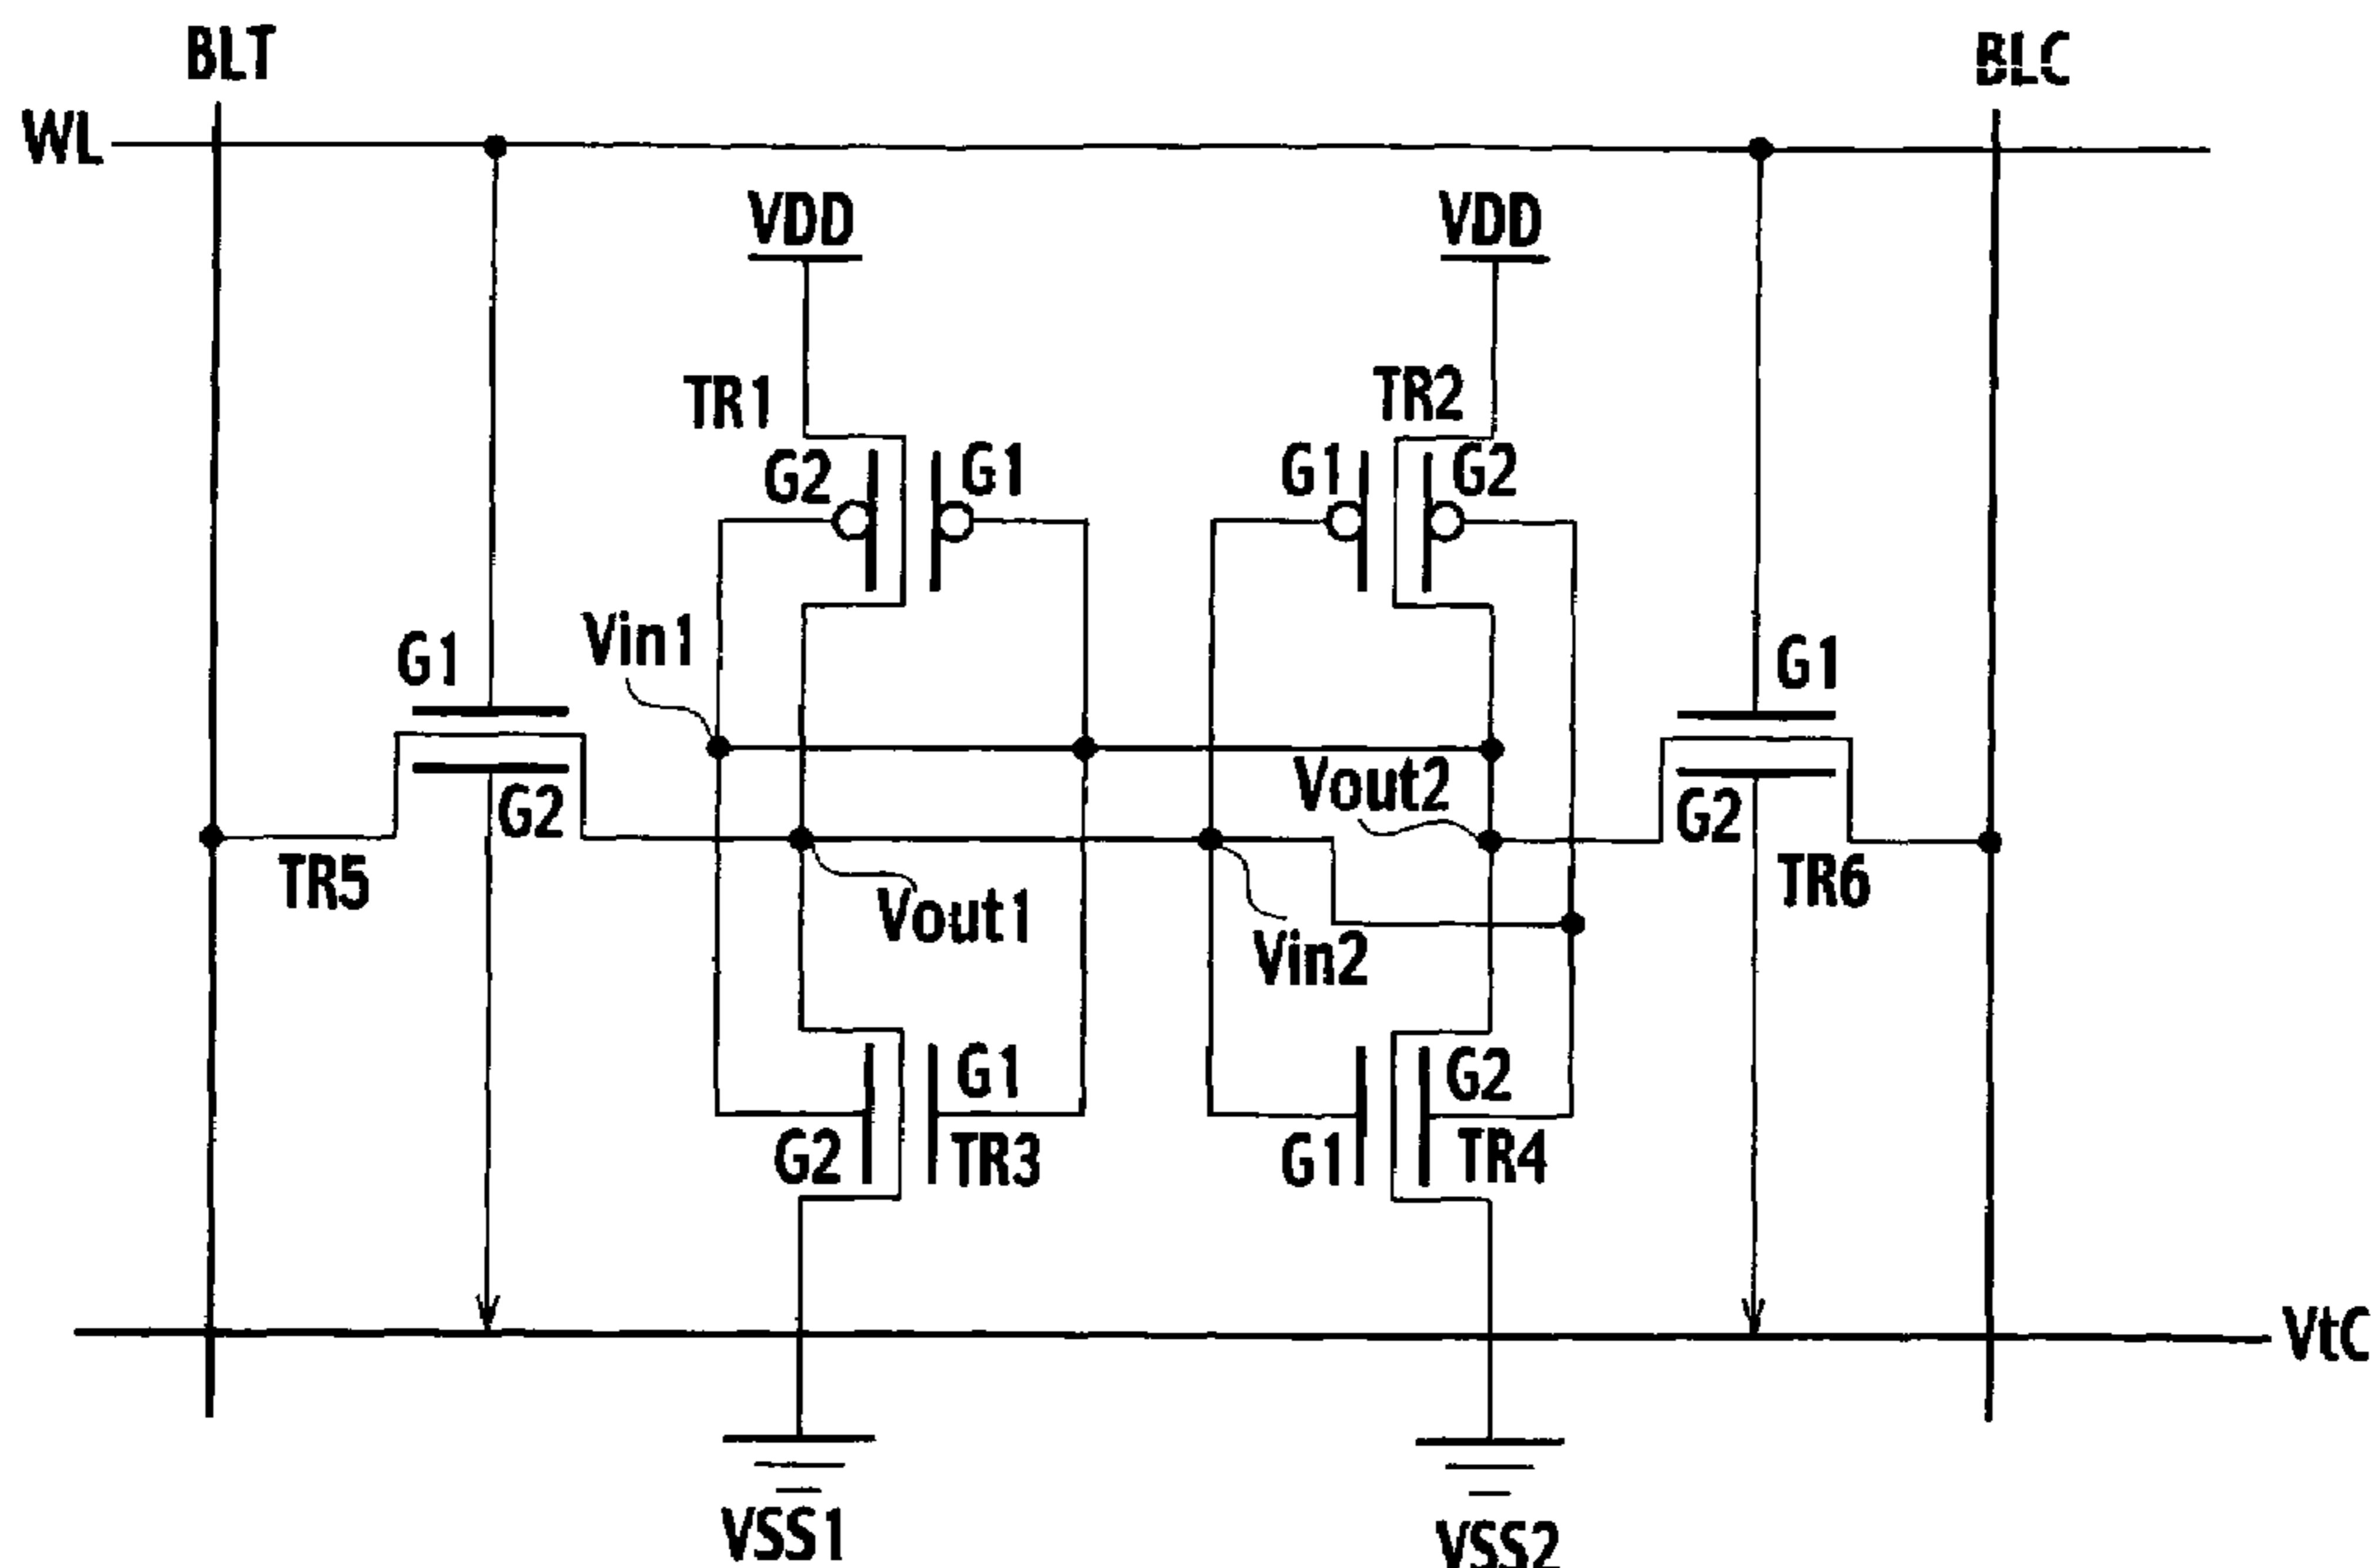 BLT
BLC
WL
VDD
VDD
TR1
TR2
G2
G1
G1
G2
Vin1
G1
G1
G2
Vout2
G2
TR5
Vout1
TR6
Vin2
G1
G2
G2
TR3
G1
TR4
VtC
VSS1
VSS2